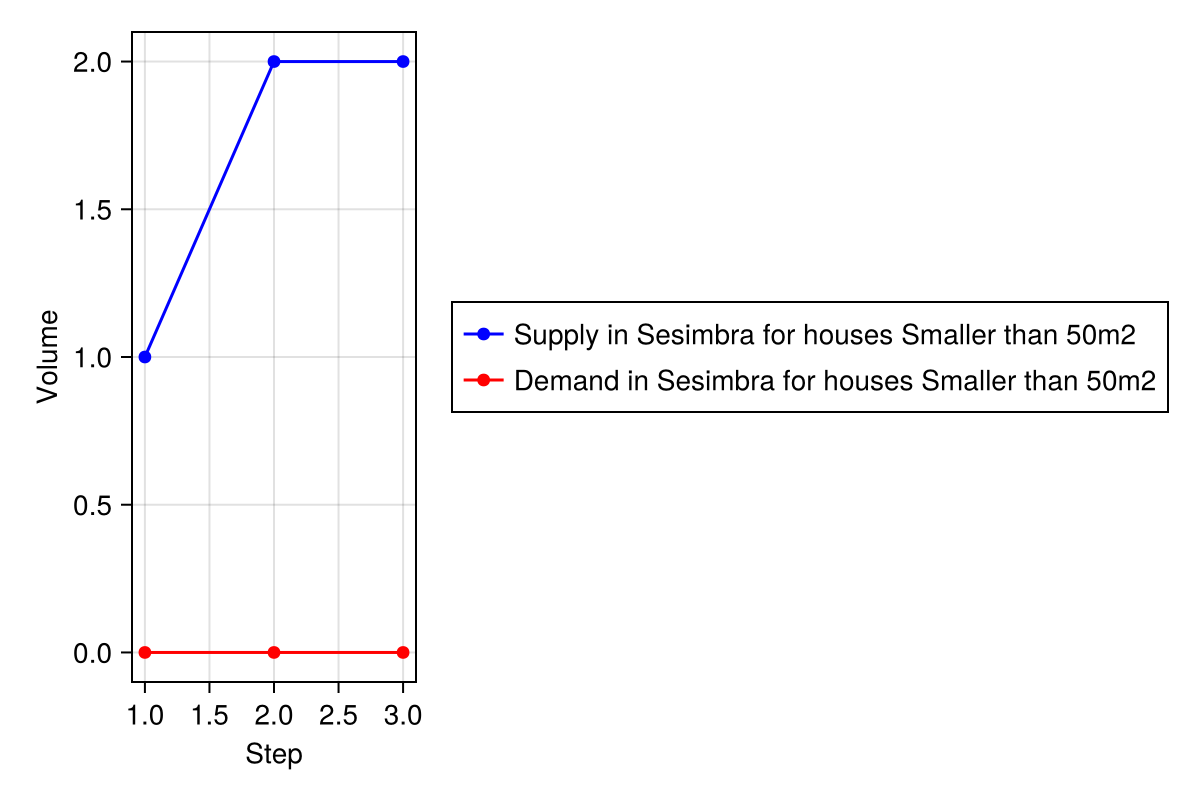 2.0
1.5
1.0
0.5
0.0
Volume
1.0 1.5 2.0 2.5 3.0
Step
Supply in Sesimbra for houses Smaller than 50m2
Demand in Sesimbra for houses Smaller than 50m2